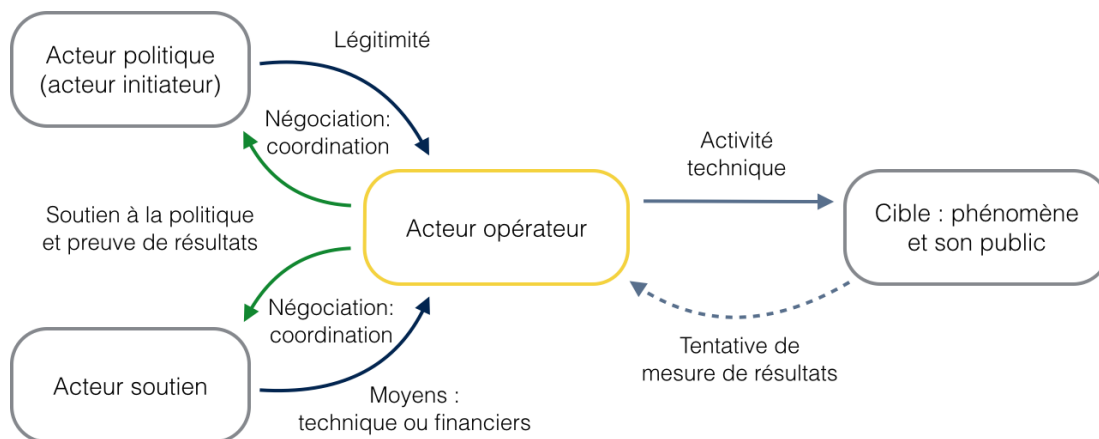 Acteur politique
(acteur initiateur)
Légitimité
Négociation:
coordination
Activité
technique
Soutien à la politique
et preuve de résultats
Acteur opérateur
Cible : phénomène
et son public
Négociation:
coordination
Tentative de
mesure de résultats
Acteur soutien
Moyens :
technique ou financiers